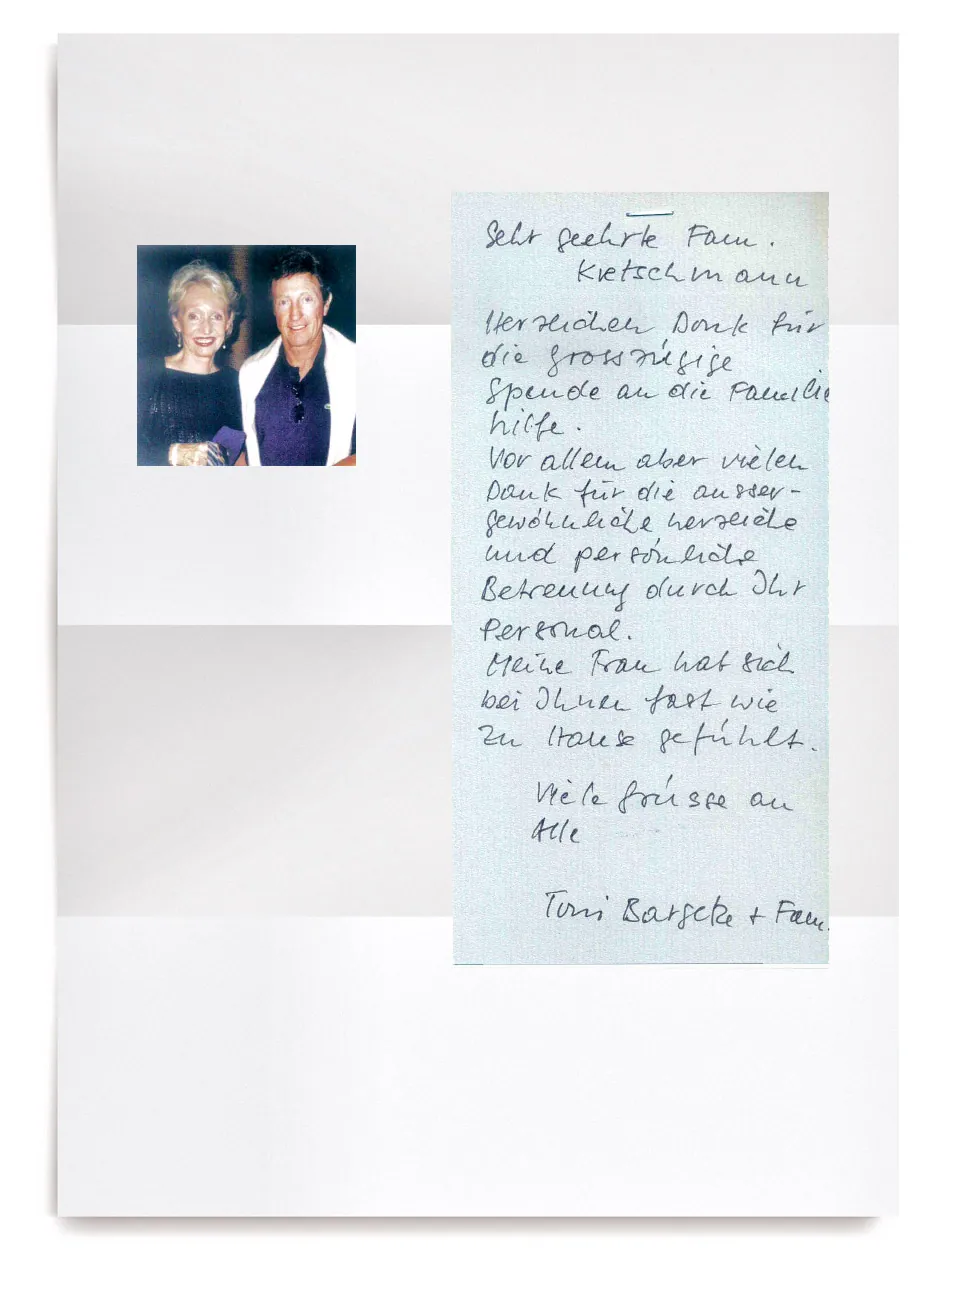 Sehr geehrte Fam.
Kretschmann
Herzlichen Dank für
die grosszügige
Spende an die Familie
hilfe.
Vor allem aber vielen
Dank für die ausser-
gewöhnliche herzliche
und persönliche
Betreuung durch Ihr
Personal.
Meine Frau hat sich
bei Ihnen fast wie
zu Hause gefühlt.
Viele Grüsse an
Alle
Toni + Fam.